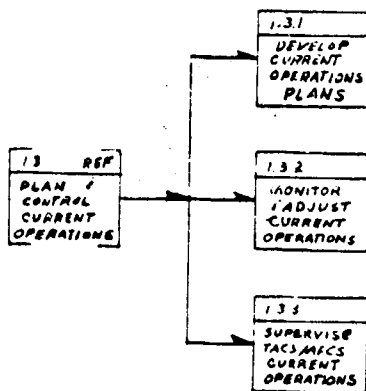 1.3 REF
PLAN &
CONTROL
CURRENT
OPERATIONS
1.3.1
DEVELOP
CURRENT
OPERATIONS
PLANS
1.3.2
MONITOR
& ADJUST
CURRENT
OPERATIONS
1.3.3
SUPERVISE
TACS/MFCS
CURRENT
OPERATIONS